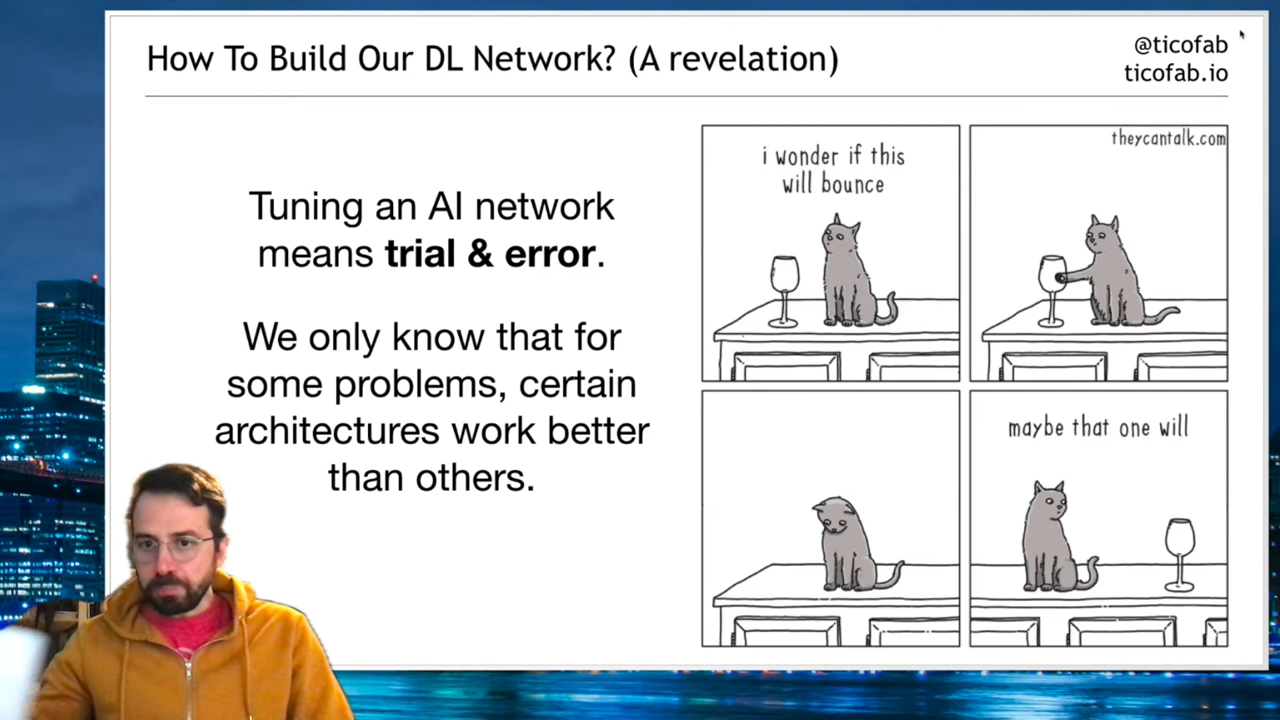 How To Build Our DL Network? (A revelation)
@ticofab
ticofab.io
Tuning an AI network
means trial & error.
We only know that for
some problems, certain
architectures work better
than others.
i wonder if this
will bounce
theycantalk.com
maybe that one will